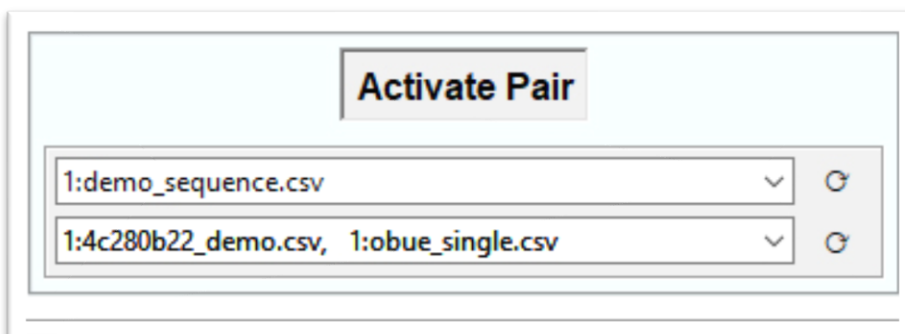 Activate Pair
1:demo_sequence.csv
1:4c280b22_demo.csv,   1:obue_single.csv